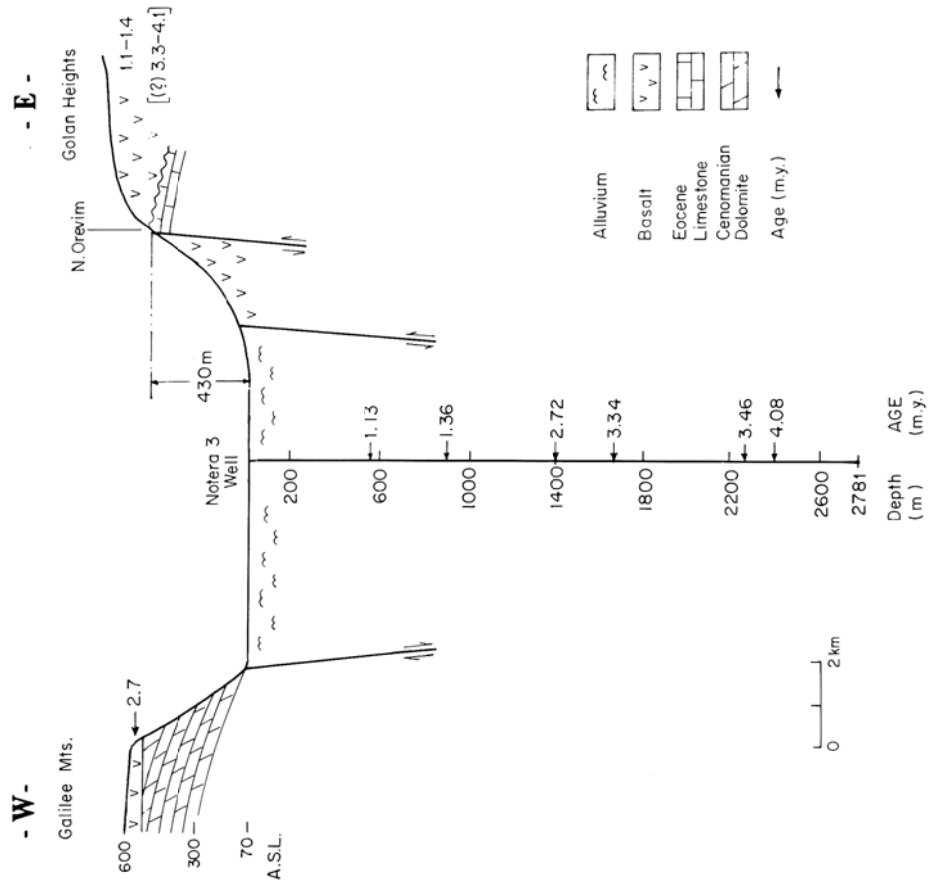 - W -
- E -
Galilee Mts.
Golan Heights
N. Orevim
600
300
70
A.S.L.
2.7
1.1–1.4
[(?) 3.3–4.1]
430m
Notera 3
Well
200
600
1000
1400
1800
2200
2600
2781
Depth
(m)
1.13
1.36
2.72
3.34
3.46
4.08
AGE
(m.y.)
0
2 km
Alluvium
Basalt
Eocene
Limestone
Cenomanian
Dolomite
Age (m.y.)